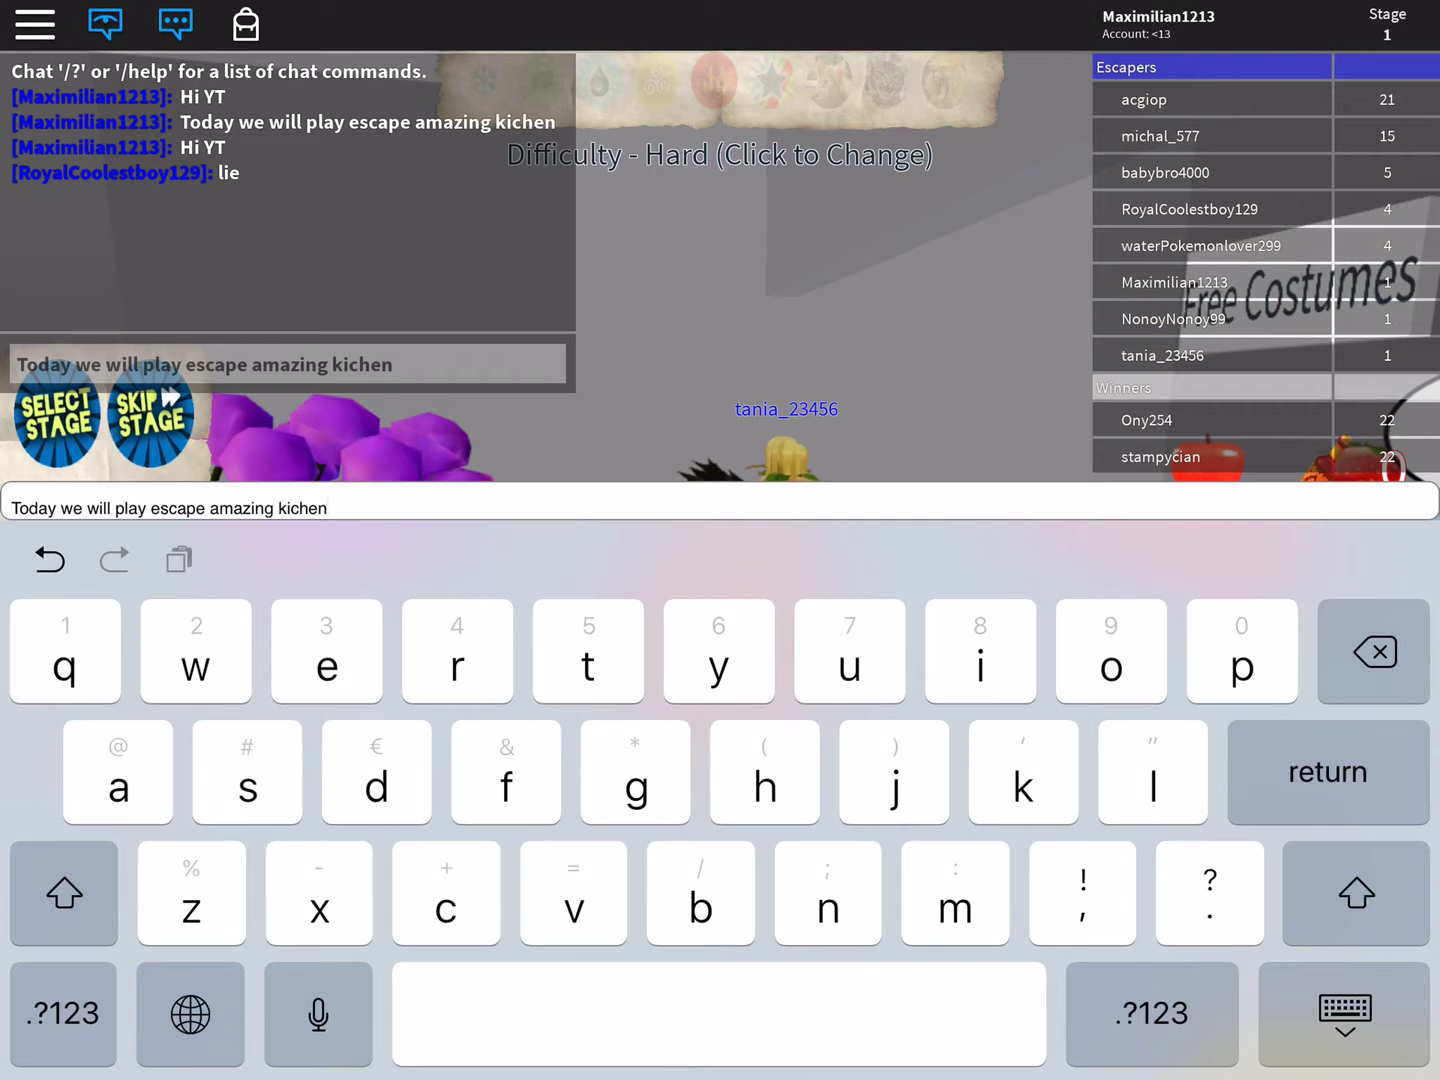 Maximilian1213
Account: <13
Stage
1
Chat '/?' or '/help' for a list of chat commands.
[Maximilian1213]: Hi YT
[Maximilian1213]: Today we will play escape amazing kichen
[Maximilian1213]: Hi YT
[RoyalCoolestboy129]: lie
Difficulty - Hard (Click to Change)
Escapers
acgiop 21
michal_577 15
babybro4000 5
RoyalCoolestboy129 4
waterPokemonlover299 4
Maximilian1213 1
NonoyNonoy99 1
tania_23456 1
Winners
Ony254 22
stampycian 22
Free Costumes
Today we will play escape amazing kichen
SELECT STAGE
SKIP STAGE
tania_23456
Today we will play escape amazing kichen
1 2 3 4 5 6 7 8 9 0
q w e r t y u i o p
@ # € & * ( ) ' "
a s d f g h j k l return
% - + = / ; : ! ?
z x c v b n m , .
.?123 .?123